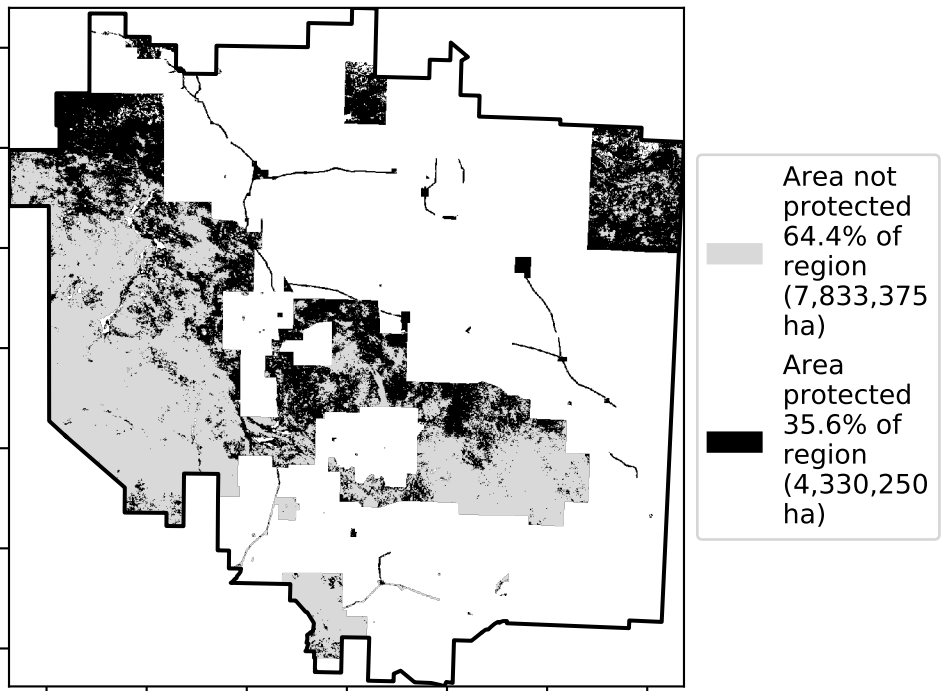 Area not
protected
64.4% of
region
(7,833,375
ha)
Area
protected
35.6% of
region
(4,330,250
ha)